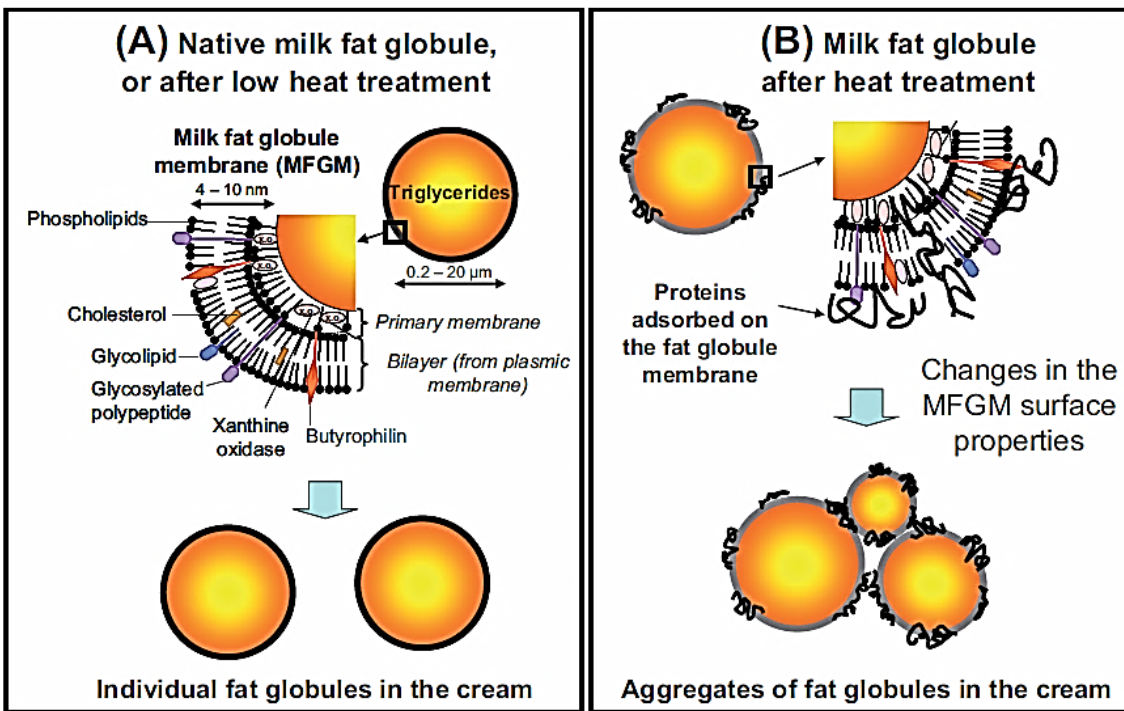 (A) Native milk fat globule,
or after low heat treatment
Milk fat globule
membrane (MFGM)
4 – 10 nm
Triglycerides
Phospholipids
x.o.
x.o.
0.2 – 20 µm
x.o.
x.o.
Cholesterol
Primary membrane
Glycolipid
Bilayer (from plasmic
membrane)
Glycosylated
polypeptide
Xanthine
oxidase
Butyrophilin
Individual fat globules in the cream
(B) Milk fat globule
after heat treatment
Proteins
adsorbed on
the fat globule
membrane
Changes in the
MFGM surface
properties
Aggregates of fat globules in the cream